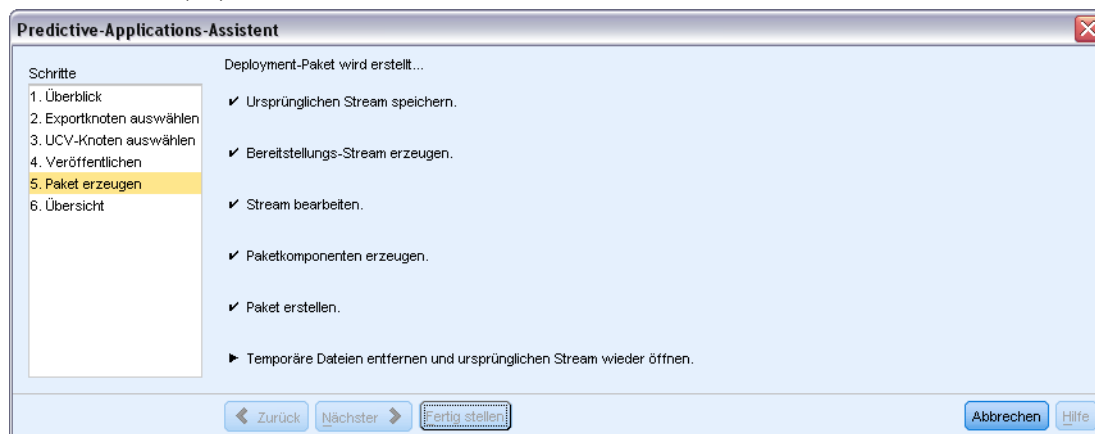 Predictive-Applications-Assistent
Schritte
1. Überblick
2. Exportknoten auswählen
3. UCV-Knoten auswählen
4. Veröffentlichen
5. Paket erzeugen
6. Übersicht
Deployment-Paket wird erstellt...
✔ Ursprünglichen Stream speichern.
✔ Bereitstellungs-Stream erzeugen.
✔ Stream bearbeiten.
✔ Paketkomponenten erzeugen.
✔ Paket erstellen.
► Temporäre Dateien entfernen und ursprünglichen Stream wieder öffnen.
Zurück Nächster Fertig stellen Abbrechen Hilfe